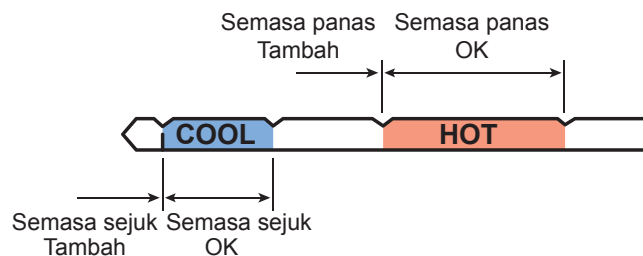 Semasa panas
Tambah
Semasa panas
OK
COOL
HOT
Semasa sejuk
Tambah
Semasa sejuk
OK